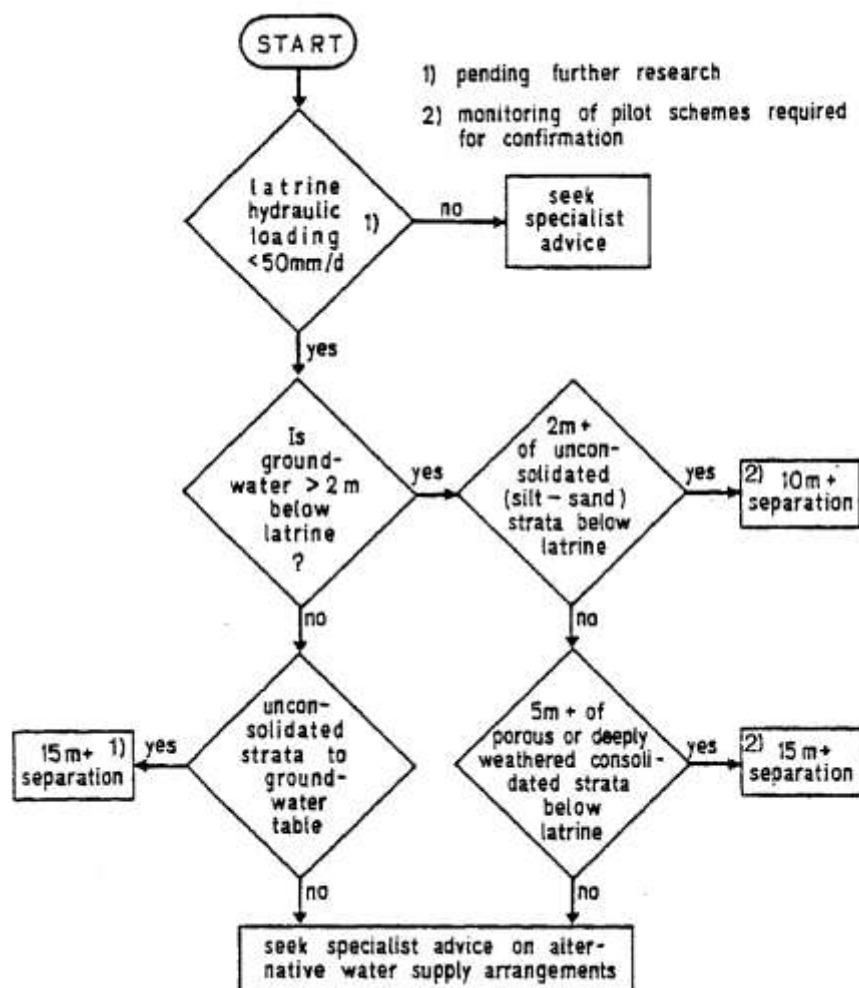 START
1) pending further research
2) monitoring of pilot schemes required
for confirmation
latrine
hydraulic
loading 1)
<50mm/d
no
seek
specialist
advice
yes
Is
ground-
water > 2m
below
latrine
?
yes
2m+
of uncon-
solidated
(silt - sand)
strata below
latrine
yes
2) 10m+
separation
no
no
uncon-
solidated
strata to
ground-
water
table
yes
15m+ 1)
separation
5m+ of
porous or deeply
weathered consoli-
dated strata
below
latrine
yes
2) 15m+
separation
no
no
seek specialist advice on alter-
native water supply arrangements